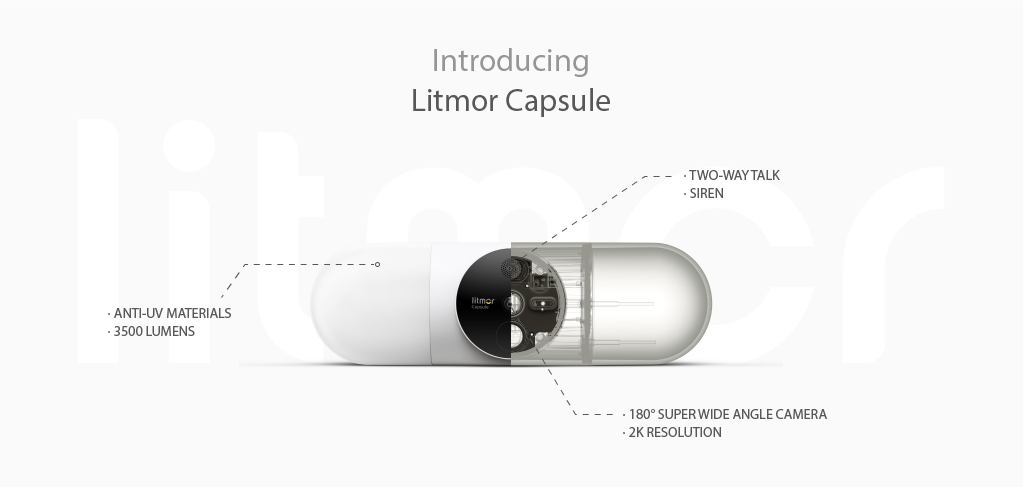 Introducing
Litmor Capsule
litmor
· TWO-WAY TALK
· SIREN
· ANTI-UV MATERIALS
· 3500 LUMENS
litmor
Capsule
· 180° SUPER WIDE ANGLE CAMERA
· 2K RESOLUTION